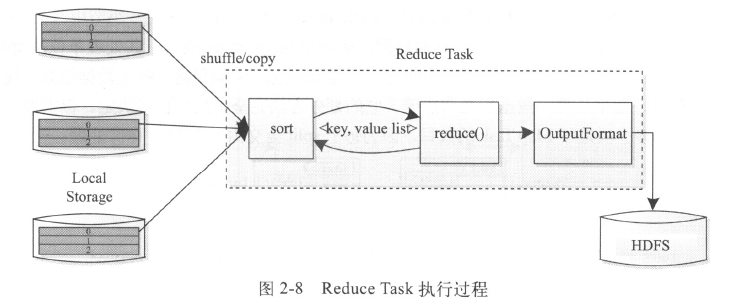 0
1
2
shuffle/copy
Reduce Task
0
1
2
sort
<key, value list>
reduce()
OutputFormat
Local
Storage
0
1
2
HDFS
图 2-8 Reduce Task 执行过程